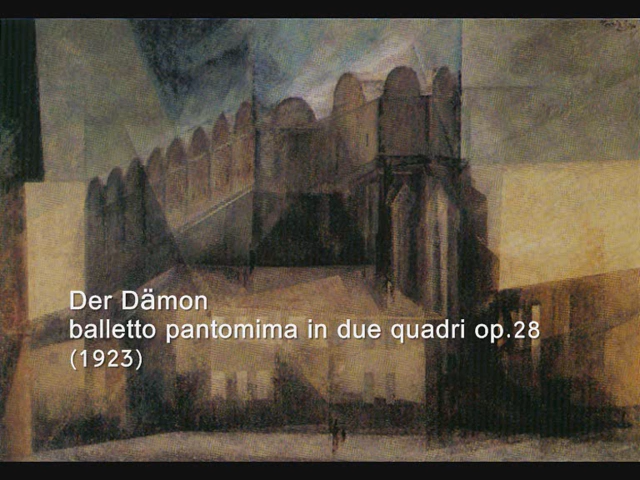 Der Dämon
balletto pantomima in due quadri op.28
(1923)